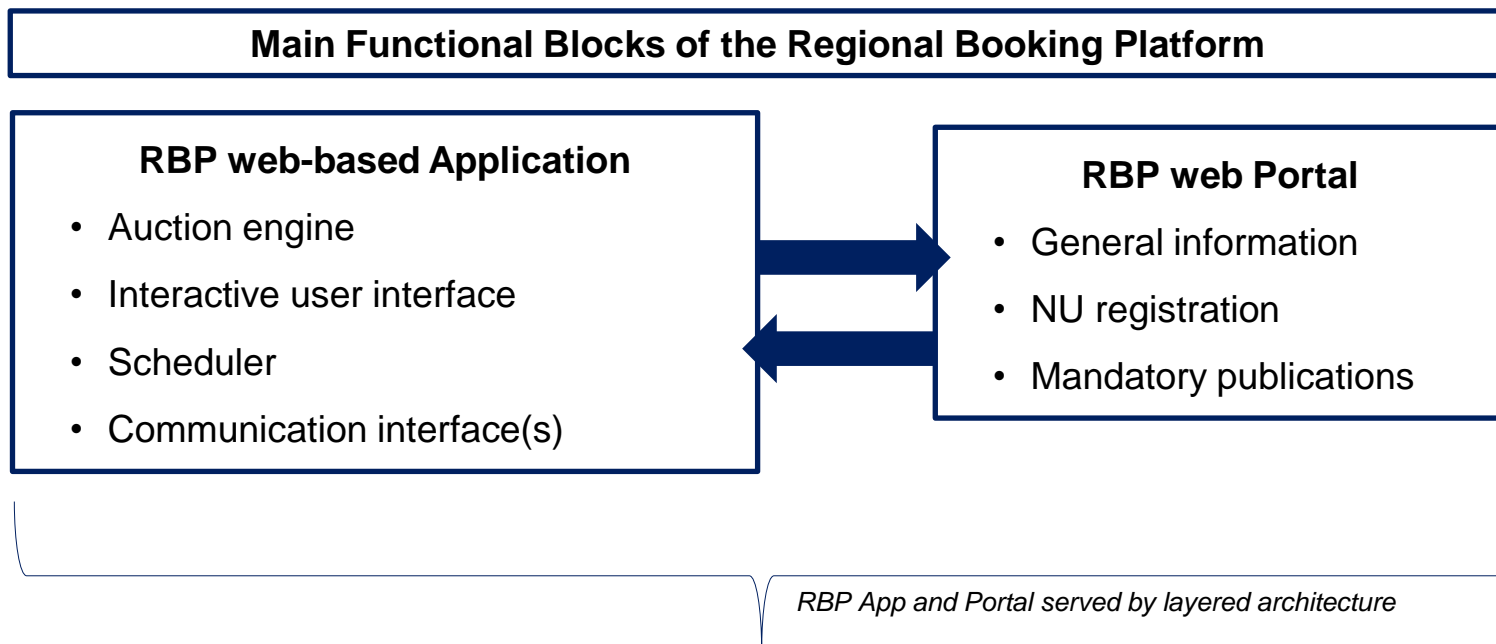 Main Functional Blocks of the Regional Booking Platform
RBP web-based Application
• Auction engine
• Interactive user interface
• Scheduler
• Communication interface(s)
RBP web Portal
• General information
• NU registration
• Mandatory publications
RBP App and Portal served by layered architecture